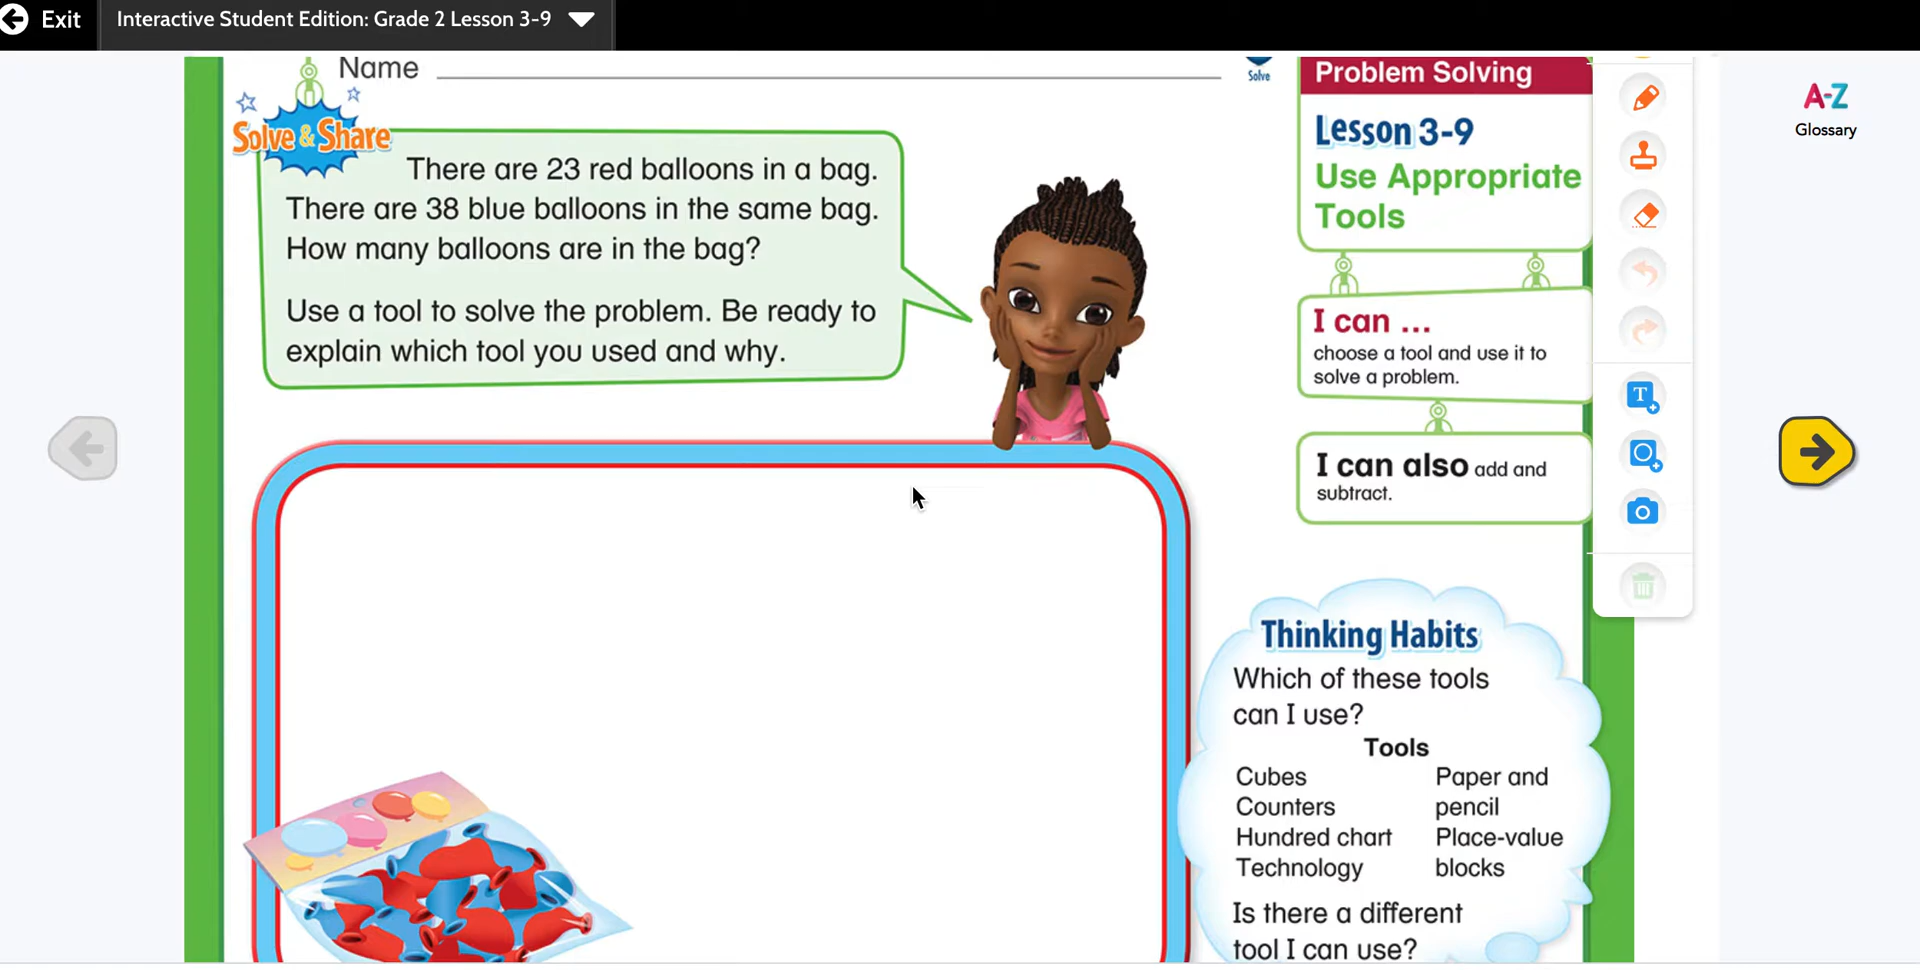 Exit
Interactive Student Edition: Grade 2 Lesson 3-9
Name
Solve
Solve & Share
There are 23 red balloons in a bag.
There are 38 blue balloons in the same bag.
How many balloons are in the bag?
Use a tool to solve the problem. Be ready to
explain which tool you used and why.
Problem Solving
Lesson 3-9
Use Appropriate
Tools
I can ...
choose a tool and use it to
solve a problem.
I can also add and
subtract.
Thinking Habits
Which of these tools
can I use?
Tools
Cubes
Counters
Hundred chart
Technology
Paper and
pencil
Place-value
blocks
Is there a different
tool I can use?
T
A-Z
Glossary